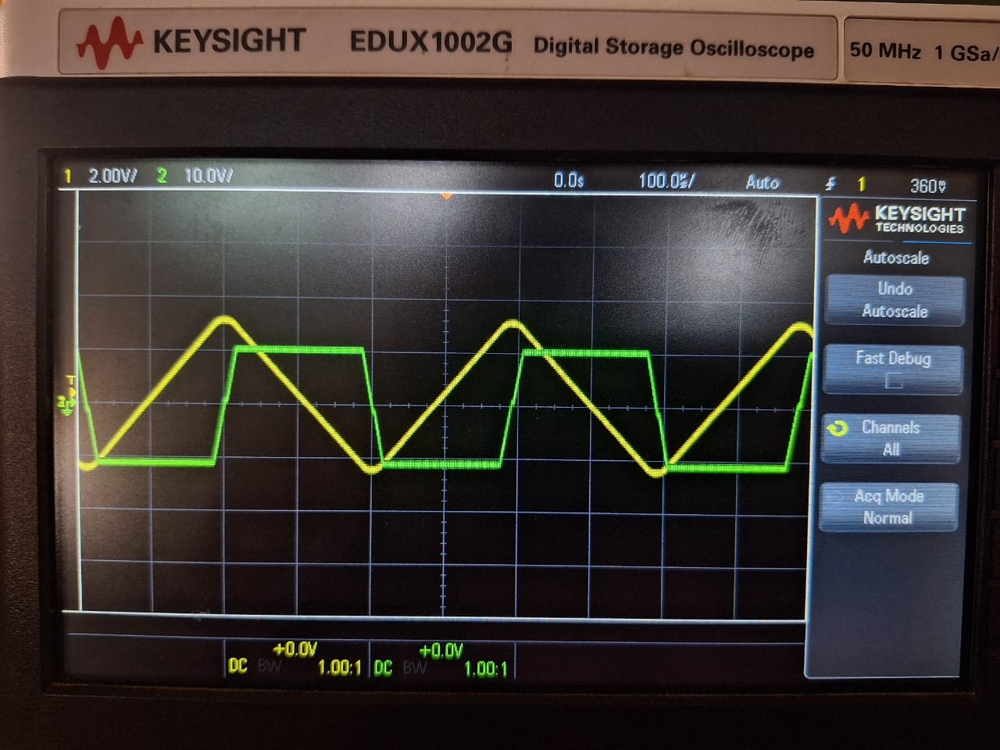 KEYSIGHT EDUX1002G Digital Storage Oscilloscope 50 MHz 1 GSa/
1 2.00V/ 2 10.0V/ 0.0s 100.0us/ Auto 1 360mV
KEYSIGHT
TECHNOLOGIES
Autoscale
Undo
Autoscale
Fast Debug
Channels
All
Acq Mode
Normal
T
+0.0V +0.0V
DC BW 1.00:1 DC BW 1.00:1